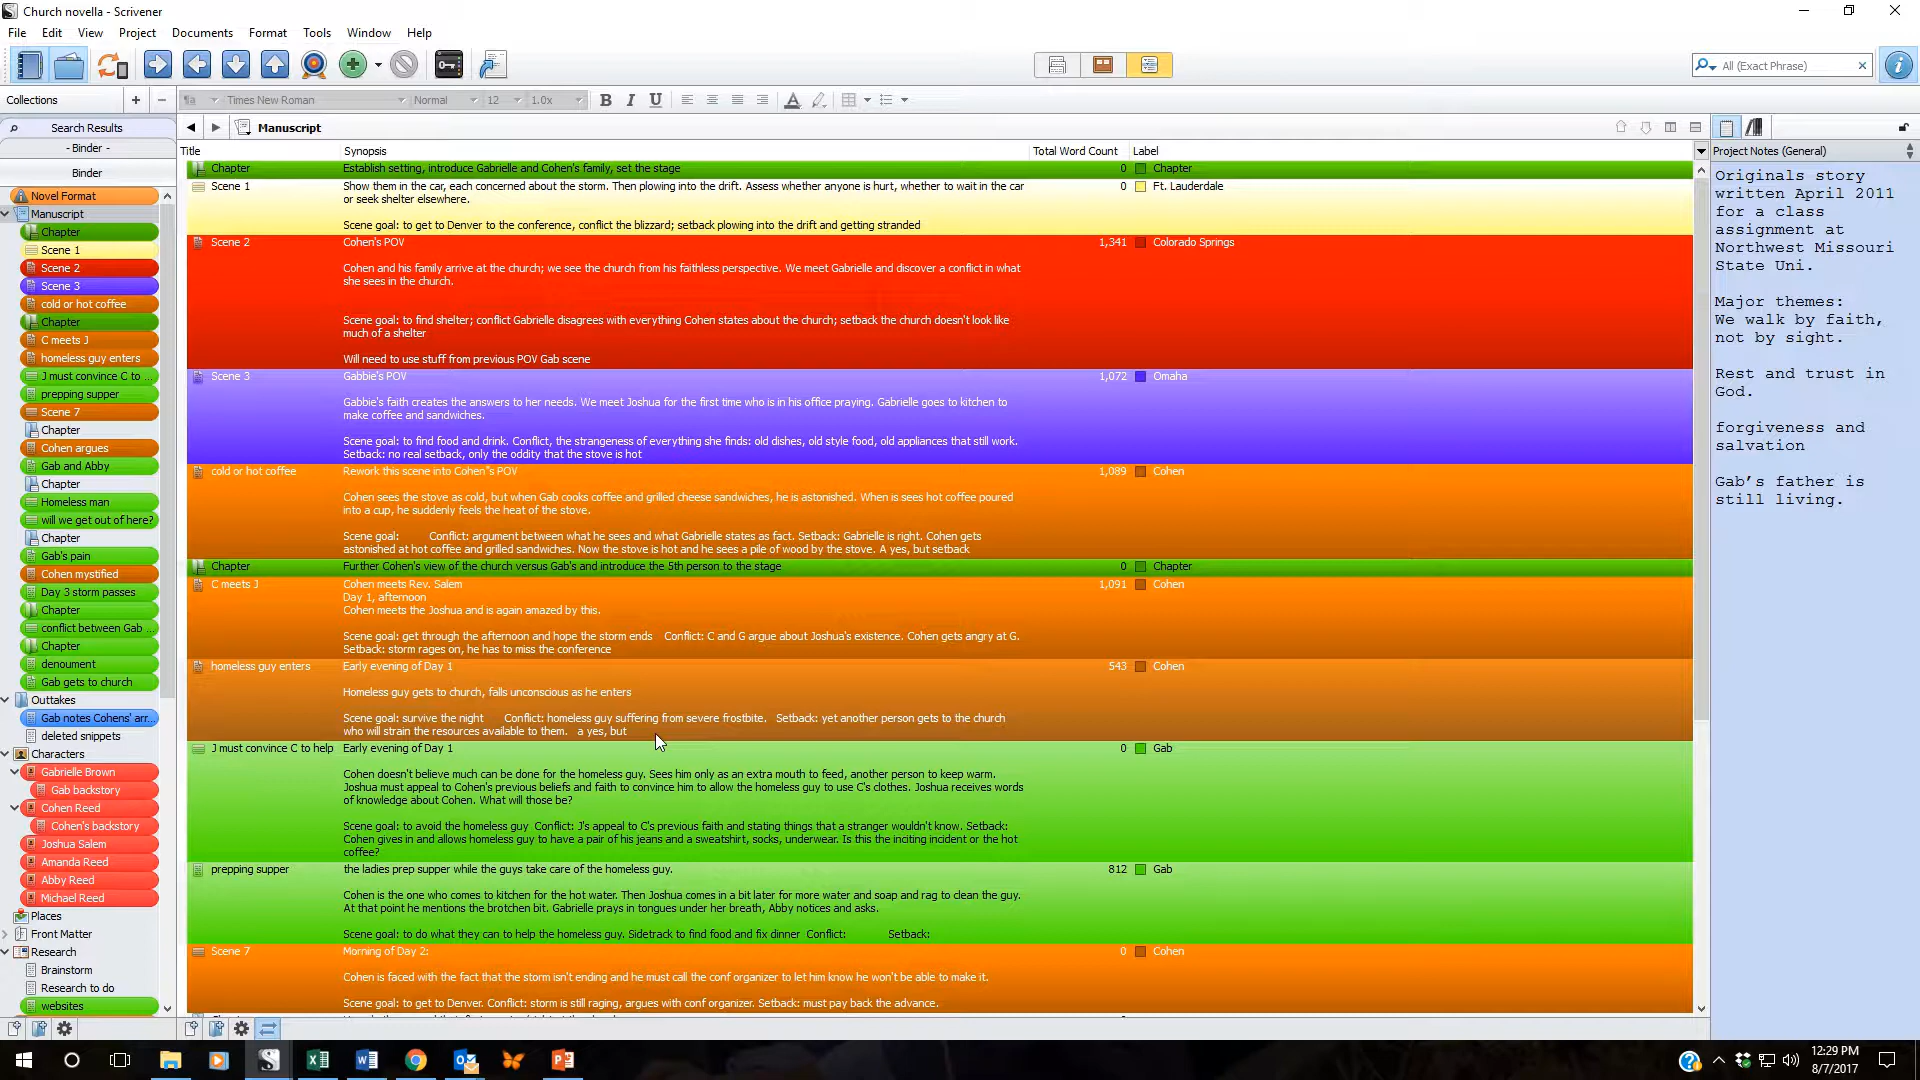 Church novella - Scrivener
File Edit View Project Documents Format Tools Window Help
All (Exact Phrase)
Collections
Times New Roman Normal 12 1.0x B I U
Search Results
- Binder -
Binder
Novel Format
Manuscript
Chapter
Scene 1
Scene 2
Scene 3
cold or hot coffee
Chapter
C meets J
homeless guy enters
J must convince C to ...
prepping supper
Scene 7
Chapter
Cohen argues
Gab and Abby
Chapter
Homeless man
will we get out of here?
Chapter
Gab's pain
Cohen mystified
Day 3 storm passes
Chapter
conflict between Gab ...
Chapter
denoument
Gab gets to church
Outtakes
Gab notes Cohens' arr...
deleted snippets
Characters
Gabrielle Brown
Gab backstory
Cohen Reed
Cohen's backstory
Joshua Salem
Amanda Reed
Abby Reed
Michael Reed
Places
Front Matter
Research
Brainstorm
Research to do
websites
Manuscript
Title Synopsis Total Word Count Label
Chapter Establish setting, introduce Gabrielle and Cohen's family, set the stage 0 Chapter
Scene 1 Show them in the car, each concerned about the storm. Then plowing into the drift. Assess whether anyone is hurt, whether to wait in the car 0 Ft. Lauderdale
or seek shelter elsewhere.
Scene goal: to get to Denver to the conference, conflict the blizzard; setback plowing into the drift and getting stranded
Scene 2 Cohen's POV 1,341 Colorado Springs
Cohen and his family arrive at the church; we see the church from his faithless perspective. We meet Gabrielle and discover a conflict in what
she sees in the church.
Scene goal: to find shelter; conflict Gabrielle disagrees with everything Cohen states about the church; setback the church doesn't look like
much of a shelter
Will need to use stuff from previous POV Gab scene
Scene 3 Gabbie's POV 1,072 Omaha
Gabbie's faith creates the answers to her needs. We meet Joshua for the first time who is in his office praying. Gabrielle goes to kitchen to
make coffee and sandwiches.
Scene goal: to find food and drink. Conflict, the strangeness of everything she finds: old dishes, old style food, old appliances that still work.
Setback: no real setback, only the oddity that the stove is hot
cold or hot coffee Rework this scene into Cohen"s POV 1,089 Cohen
Cohen sees the stove as cold, but when Gab cooks coffee and grilled cheese sandwiches, he is astonished. When is sees hot coffee poured
into a cup, he suddenly feels the heat of the stove.
Scene goal: Conflict: argument between what he sees and what Gabrielle states as fact. Setback: Gabrielle is right. Cohen gets
astonished at hot coffee and grilled sandwiches. Now the stove is hot and he sees a pile of wood by the stove. A yes, but setback
Chapter Further Cohen's view of the church versus Gab's and introduce the 5th person to the stage 0 Chapter
C meets J Cohen meets Rev. Salem 1,091 Cohen
Day 1, afternoon
Cohen meets the Joshua and is again amazed by this.
Scene goal: get through the afternoon and hope the storm ends Conflict: C and G argue about Joshua's existence. Cohen gets angry at G.
Setback: storm rages on, he has to miss the conference
homeless guy enters Early evening of Day 1 543 Cohen
Homeless guy gets to church, falls unconscious as he enters
Scene goal: survive the night Conflict: homeless guy suffering from severe frostbite. Setback: yet another person gets to the church
who will strain the resources available to them. a yes, but
J must convince C to help Early evening of Day 1 0 Gab
Cohen doesn't believe much can be done for the homeless guy. Sees him only as an extra mouth to feed, another person to keep warm.
Joshua must appeal to Cohen's previous beliefs and faith to convince him to allow the homeless guy to use C's clothes. Joshua receives words
of knowledge about Cohen. What will those be?
Scene goal: to avoid the homeless guy Conflict: J's appeal to C's previous faith and stating things that a stranger wouldn't know. Setback:
Cohen gives in and allows homeless guy to have a pair of his jeans and a sweatshirt, socks, underwear. Is this the inciting incident or the hot
coffee?
prepping supper the ladies prep supper while the guys take care of the homeless guy. 812 Gab
Cohen is the one who comes to kitchen for the hot water. Then Joshua comes in a bit later for more water and soap and rag to clean the guy.
At that point he mentions the brotchen bit. Gabrielle prays in tongues under her breath, Abby notices and asks.
Scene goal: to do what they can to help the homeless guy. Sidetrack to find food and fix dinner Conflict: Setback:
Scene 7 Morning of Day 2: 0 Cohen
Cohen is faced with the fact that the storm isn't ending and he must call the conf organizer to let him know he won't be able to make it.
Scene goal: to get to Denver. Conflict: storm is still raging, argues with conf organizer. Setback: must pay back the advance.
Project Notes (General)
Originals story
written April 2011
for a class
assignment at
Northwest Missouri
State Uni.
Major themes:
We walk by faith,
not by sight.
Rest and trust in
God.
forgiveness and
salvation
Gab's father is
still living.
12:29 PM
8/7/2017